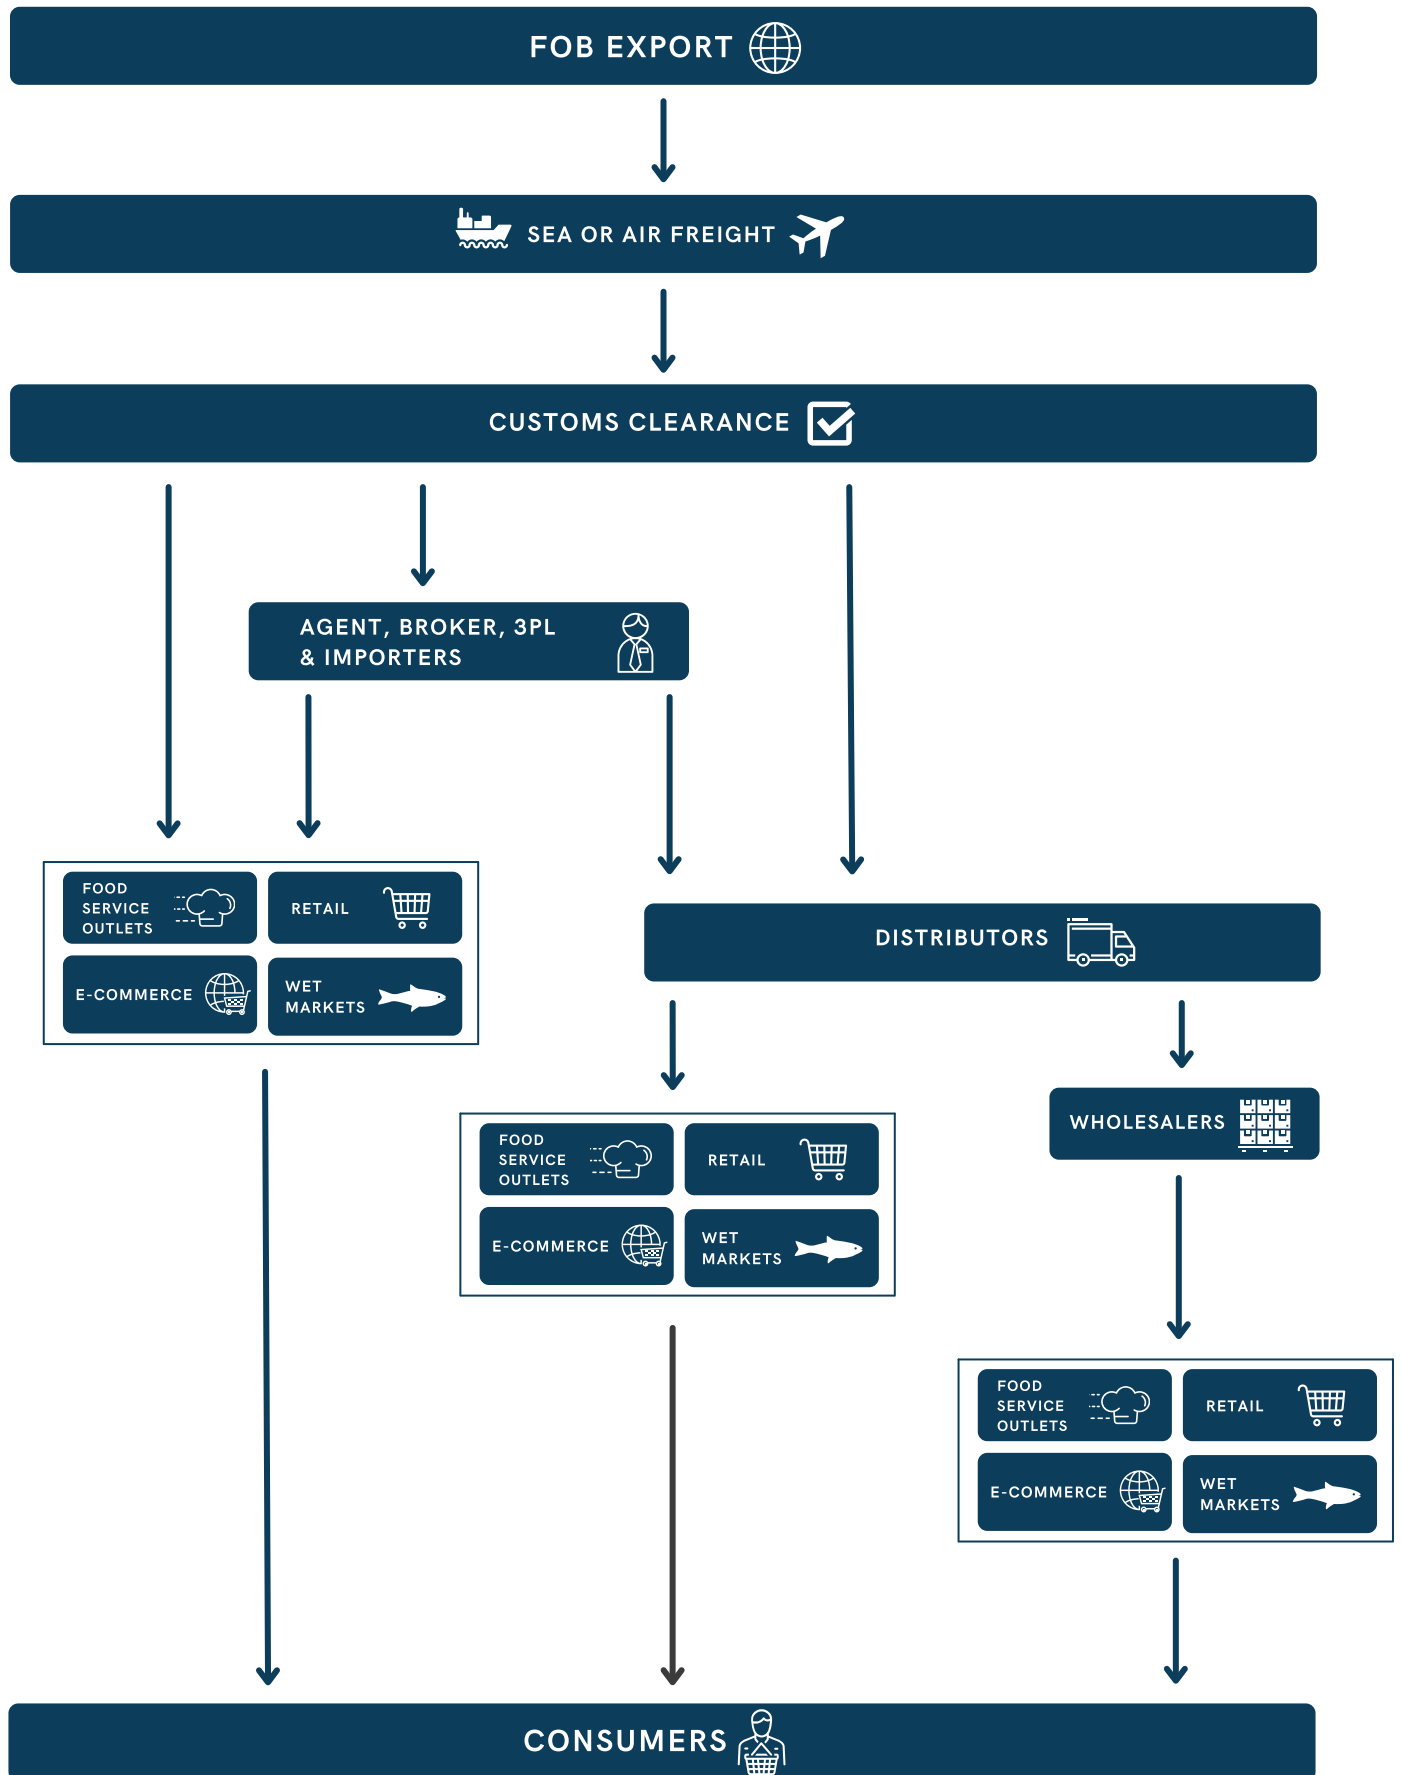 FOB EXPORT
SEA OR AIR FREIGHT
CUSTOMS CLEARANCE
AGENT, BROKER, 3PL
& IMPORTERS
FOOD
SERVICE
OUTLETS
RETAIL
E-COMMERCE
WET
MARKETS
DISTRIBUTORS
WHOLESALERS
FOOD
SERVICE
OUTLETS
RETAIL
E-COMMERCE
WET
MARKETS
FOOD
SERVICE
OUTLETS
RETAIL
E-COMMERCE
WET
MARKETS
CONSUMERS